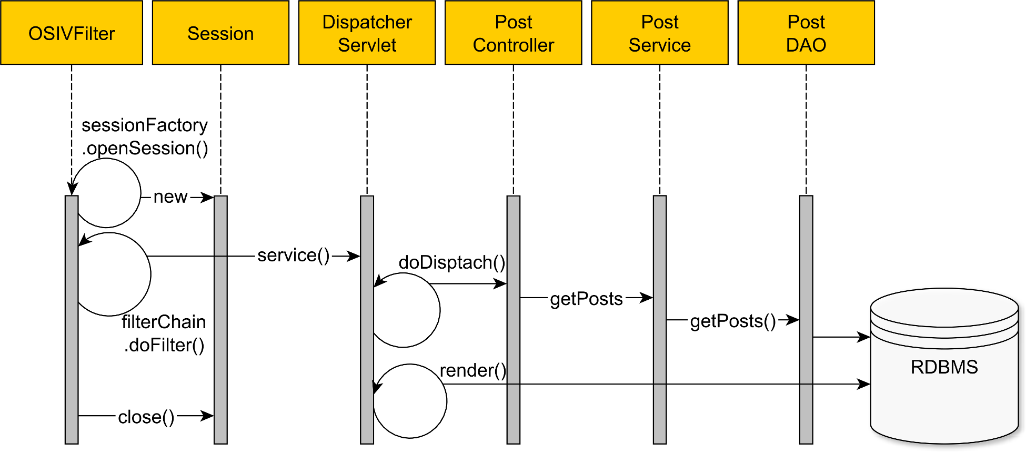 OSIVFilter
Session
Dispatcher
Servlet
Post
Controller
Post
Service
Post
DAO
sessionFactory
.openSession()
new
service()
doDisptach()
getPosts
getPosts()
filterChain
.doFilter()
render()
RDBMS
close()